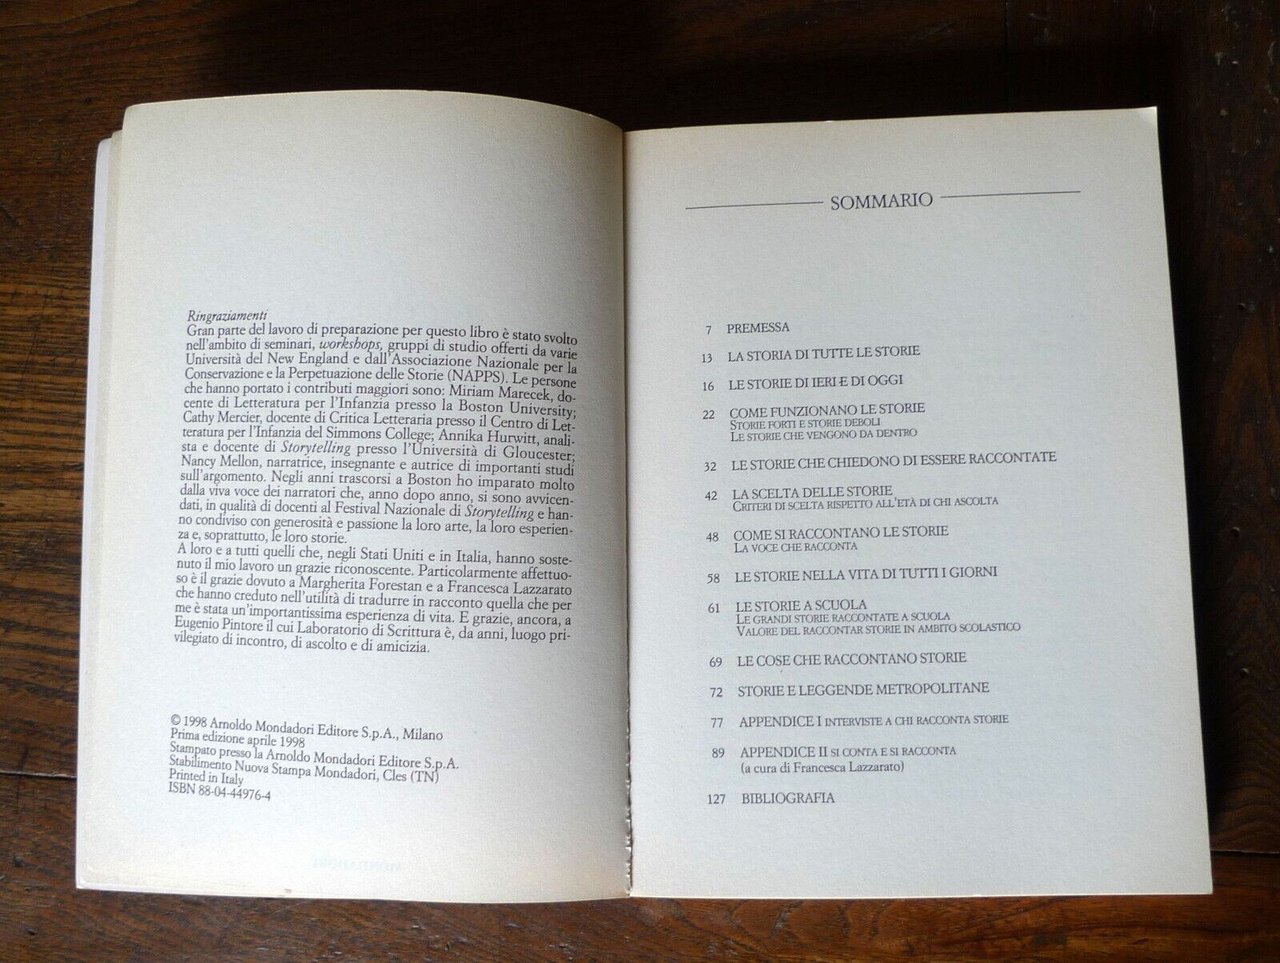 Ringraziamenti
Gran parte del lavoro di preparazione per questo libro è stato svolto
nell'ambito di seminari, workshops, gruppi di studio offerti da varie
Università del New England e dall'Associazione Nazionale per la
Conservazione e la Perpetuazione delle Storie (NAPPS). Le persone
che hanno portato i contributi maggiori sono: Miriam Marecek, do-
cente di Letteratura per l'Infanzia presso la Boston University;
Cathy Mercier, docente di Critica Letteraria presso il Centro di Let-
teratura per l'Infanzia del Simmons College; Annika Hurwitt, anali-
sta e docente di Storytelling presso l'Università di Gloucester;
Nancy Mellon, narratrice, insegnante e autrice di importanti studi
sull'argomento. Negli anni trascorsi a Boston ho imparato molto
dalla viva voce dei narratori che, anno dopo anno, si sono avvicen-
dati, in qualità di docenti al Festival Nazionale di Storytelling e han-
no condiviso con generosità e passione la loro arte, la loro esperien-
za e, soprattutto, le loro storie.
A loro e a tutti quelli che, negli Stati Uniti e in Italia, hanno soste-
nuto il mio lavoro un grazie riconoscente. Particolarmente affettuo-
so è il grazie dovuto a Margherita Forestan e a Francesca Lazzarato
che hanno creduto nell'utilità di tradurre in racconto quella che per
me è stata un'importantissima esperienza di vita. E grazie, ancora, a
Eugenio Pintore il cui Laboratorio di Scrittura è, da anni, luogo pri-
vilegiato di incontro, di ascolto e di amicizia.
© 1998 Arnoldo Mondadori Editore S.p.A., Milano
Prima edizione aprile 1998
Stampato presso la Arnoldo Mondadori Editore S.p.A.
Stabilimento Nuova Stampa Mondadori, Cles (TN)
Printed in Italy
ISBN 88-04-44976-4
SOMMARIO
7 PREMESSA
13 LA STORIA DI TUTTE LE STORIE
16 LE STORIE DI IERI E DI OGGI
22 COME FUNZIONANO LE STORIE
STORIE FORTI E STORIE DEBOLI
LE STORIE CHE VENGONO DA DENTRO
32 LE STORIE CHE CHIEDONO DI ESSERE RACCONTATE
42 LA SCELTA DELLE STORIE
CRITERI DI SCELTA RISPETTO ALL'ETÀ DI CHI ASCOLTA
48 COME SI RACCONTANO LE STORIE
LA VOCE CHE RACCONTA
58 LE STORIE NELLA VITA DI TUTTI I GIORNI
61 LE STORIE A SCUOLA
LE GRANDI STORIE RACCONTATE A SCUOLA
VALORE DEL RACCONTAR STORIE IN AMBITO SCOLASTICO
69 LE COSE CHE RACCONTANO STORIE
72 STORIE E LEGGENDE METROPOLITANE
77 APPENDICE I INTERVISTE A CHI RACCONTA STORIE
89 APPENDICE II SI CONTA E SI RACCONTA
(a cura di Francesca Lazzarato)
127 BIBLIOGRAFIA